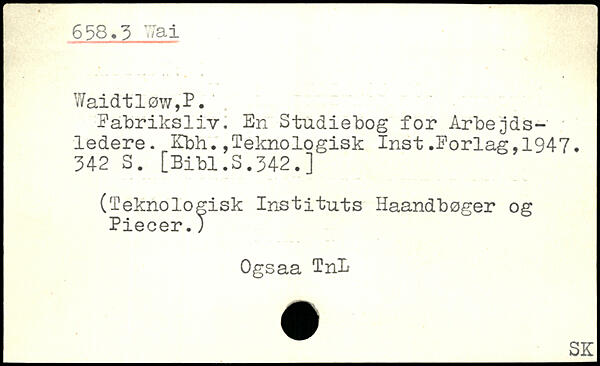 658.3 Wai
Waidtløw,P.
Fabriksliv. En Studiebog for Arbejds-
ledere. Kbh.,Teknologisk Inst.Forlag,1947.
342 S. [Bibl.S.342.]
(Teknologisk Instituts Haandbøger og
Piecer.)
Ogsaa TnL
SK